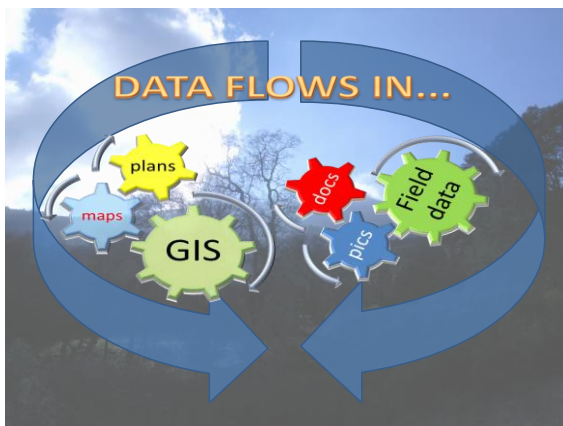 DATA FLOWS IN...
plans
maps
GIS
docs
pics
Field
data